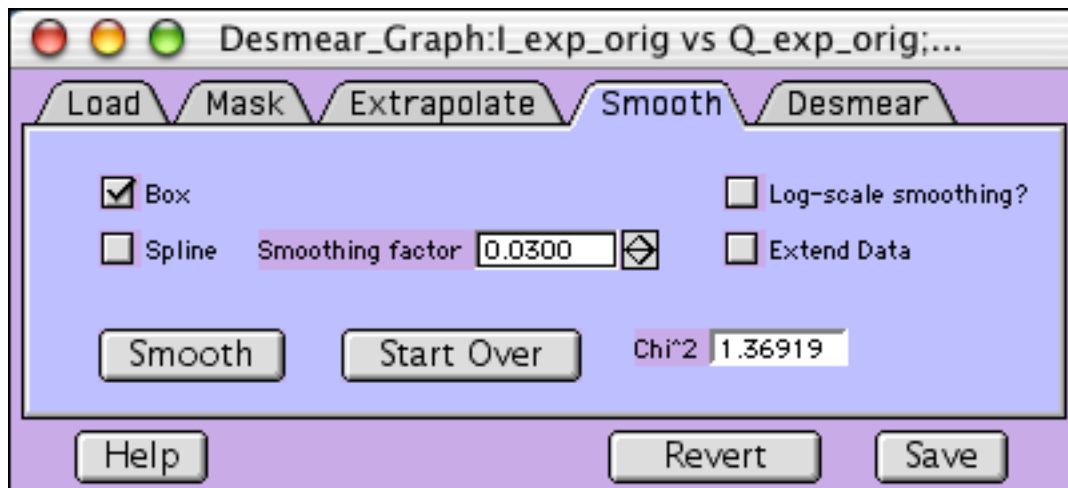 Desmear_Graph:I_exp_orig vs Q_exp_orig;...
Load Mask Extrapolate Smooth Desmear
Box Log-scale smoothing?
Spline Smoothing factor 0.0300 Extend Data
Smooth Start Over Chi^2 1.36919
Help Revert Save